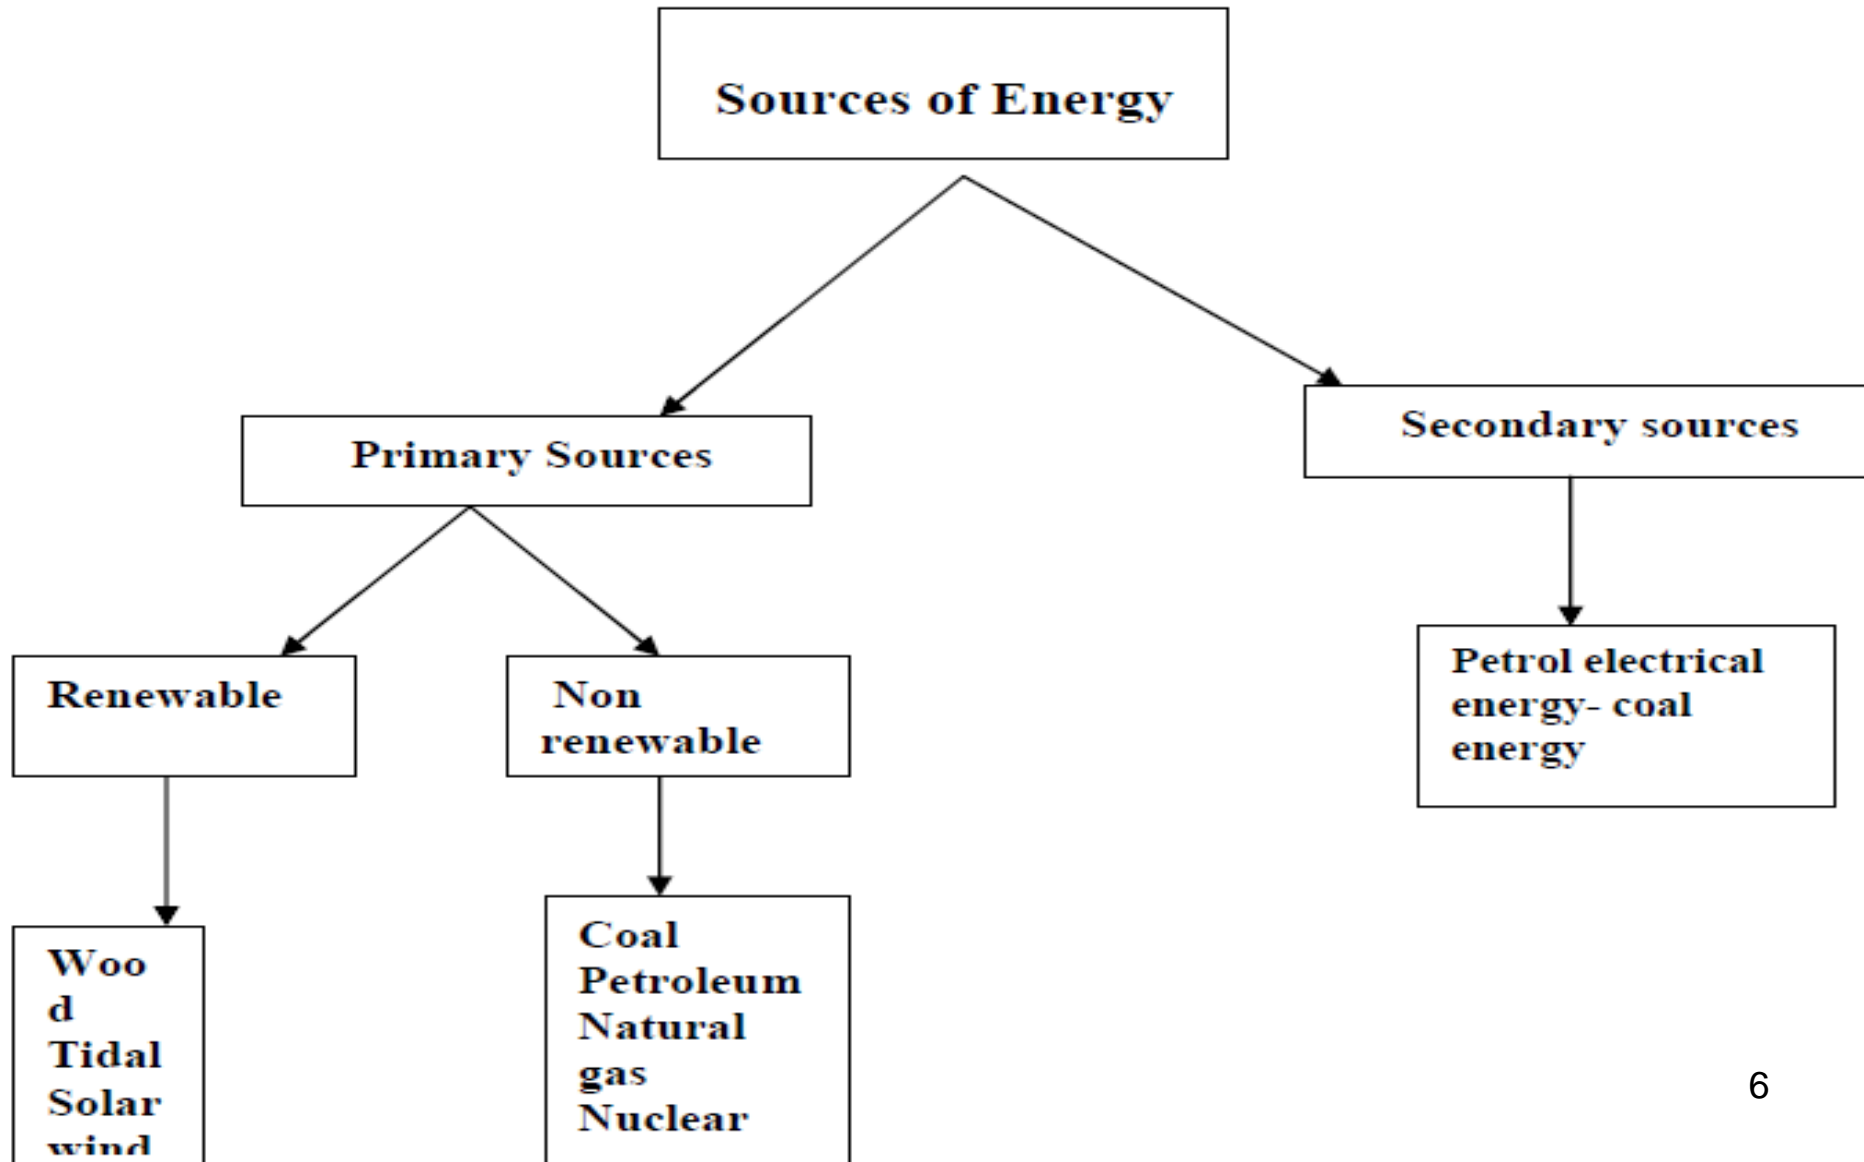 Sources of Energy
Primary Sources
Secondary sources
Renewable
Non
renewable
Petrol electrical
energy- coal
energy
Woo
d
Tidal
Solar
wind
Coal
Petroleum
Natural
gas
Nuclear
6